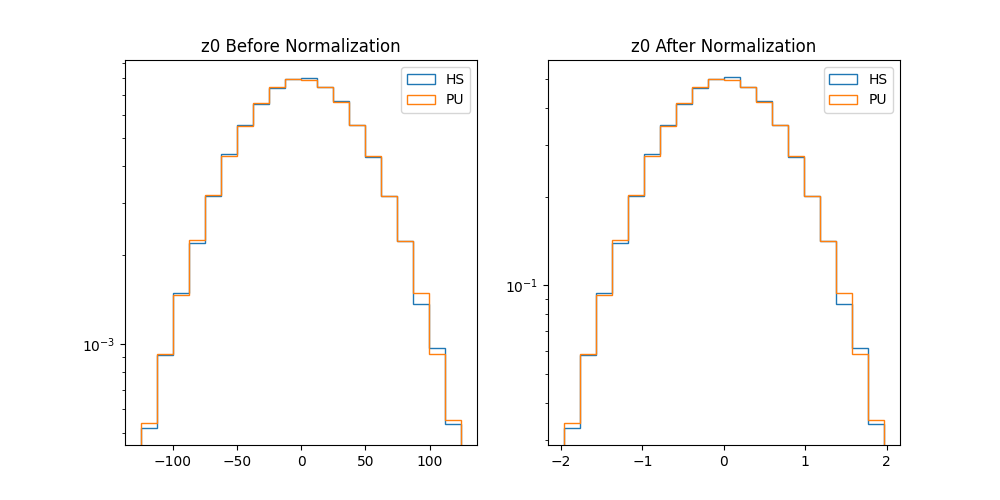 z0 Before Normalization
HS
PU
10⁻³
−100 −50 0 50 100
z0 After Normalization
HS
PU
10⁻¹
−2 −1 0 1 2